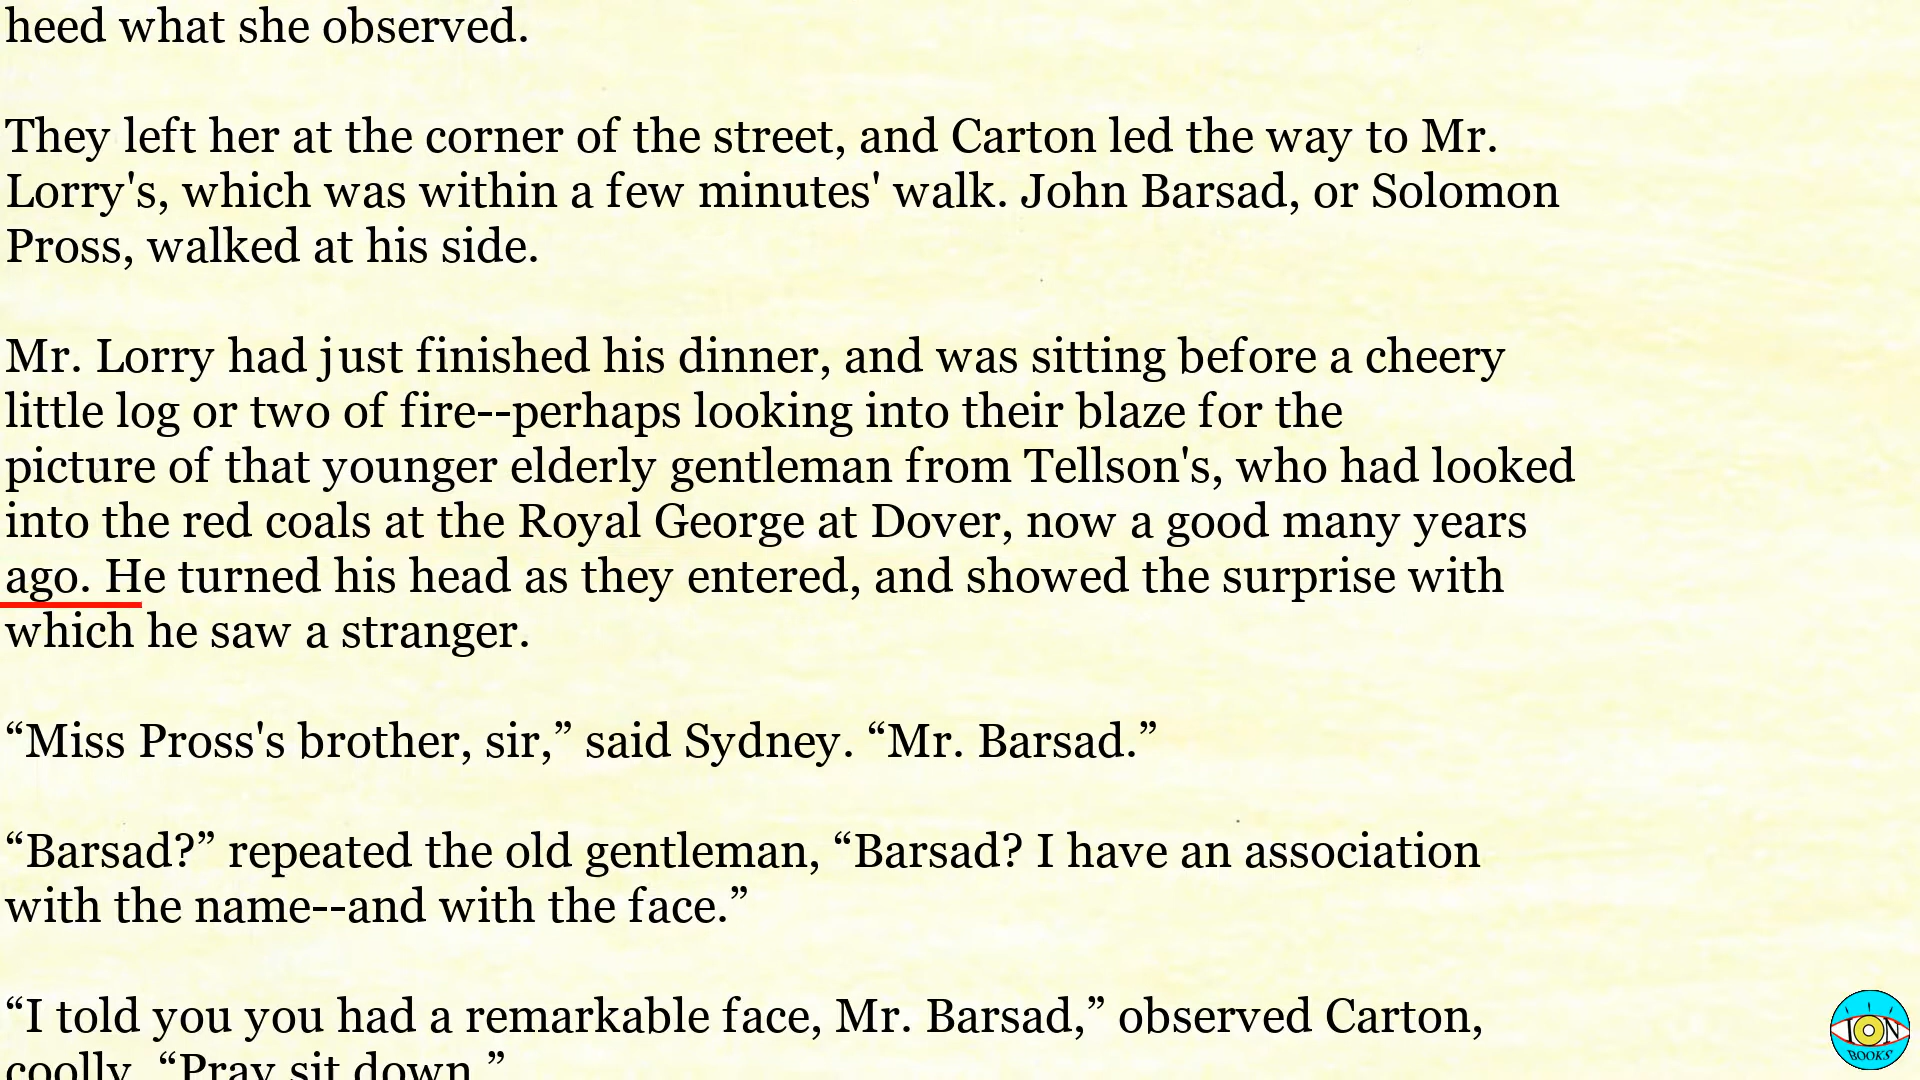 heed what she observed.
They left her at the corner of the street, and Carton led the way to Mr.
Lorry's, which was within a few minutes' walk. John Barsad, or Solomon
Pross, walked at his side.
Mr. Lorry had just finished his dinner, and was sitting before a cheery
little log or two of fire--perhaps looking into their blaze for the
picture of that younger elderly gentleman from Tellson's, who had looked
into the red coals at the Royal George at Dover, now a good many years
ago. He turned his head as they entered, and showed the surprise with
which he saw a stranger.
“Miss Pross's brother, sir,” said Sydney. “Mr. Barsad.”
“Barsad?” repeated the old gentleman, “Barsad? I have an association
with the name--and with the face.”
“I told you you had a remarkable face, Mr. Barsad,” observed Carton,
coolly. “Pray sit down.”
ION
BOOKS